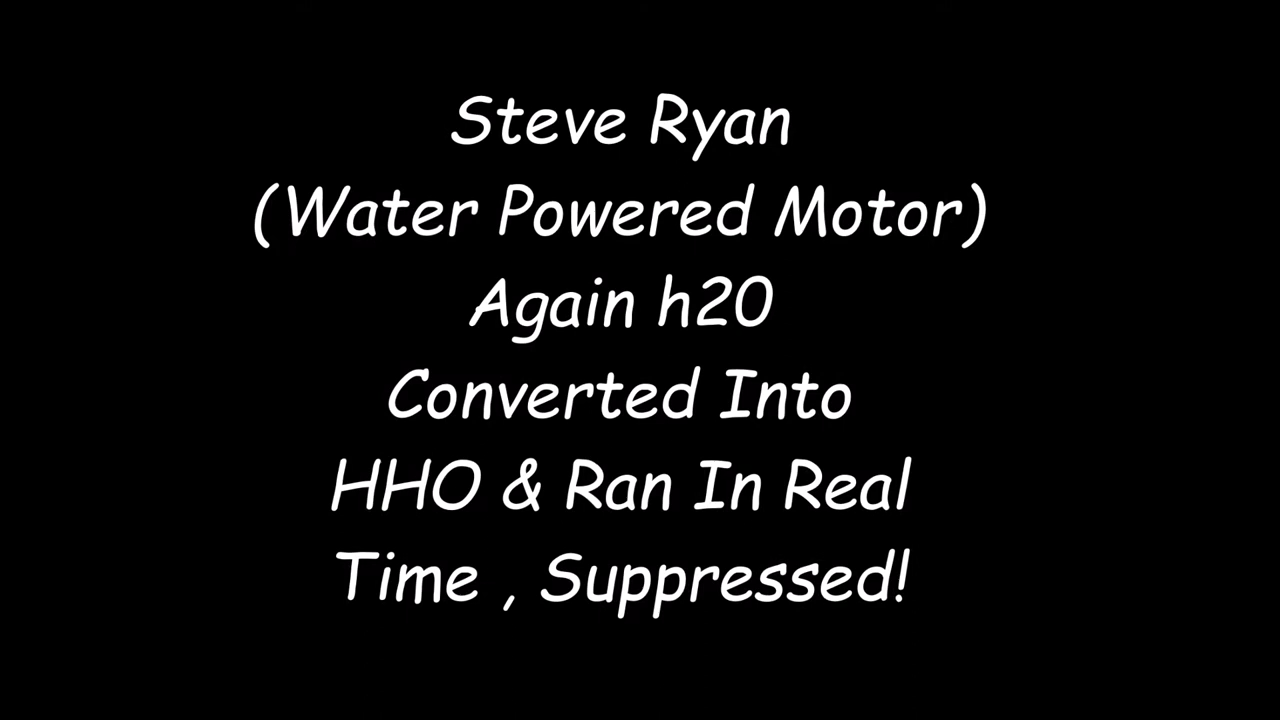 Steve Ryan
(Water Powered Motor)
Again h20
Converted Into
HHO & Ran In Real
Time , Suppressed!